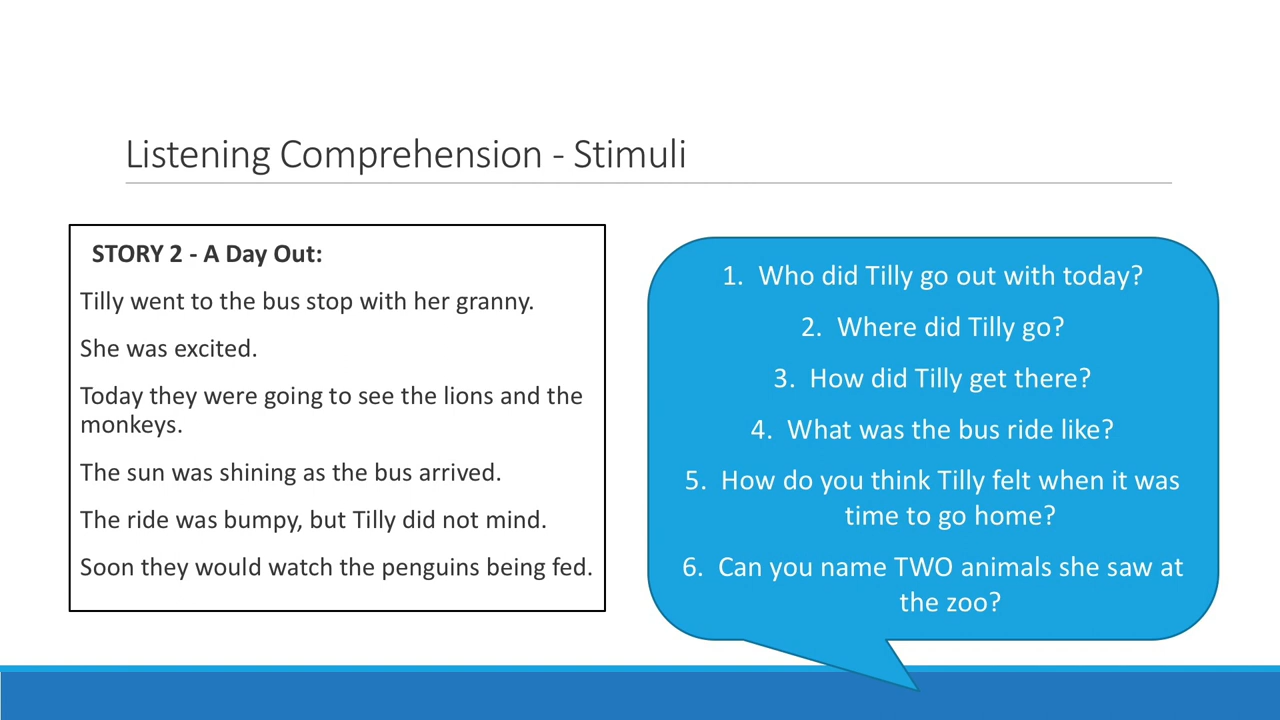 Listening Comprehension - Stimuli
STORY 2 - A Day Out:
Tilly went to the bus stop with her granny.
She was excited.
Today they were going to see the lions and the
monkeys.
The sun was shining as the bus arrived.
The ride was bumpy, but Tilly did not mind.
Soon they would watch the penguins being fed.
1. Who did Tilly go out with today?
2. Where did Tilly go?
3. How did Tilly get there?
4. What was the bus ride like?
5. How do you think Tilly felt when it was
time to go home?
6. Can you name TWO animals she saw at
the zoo?